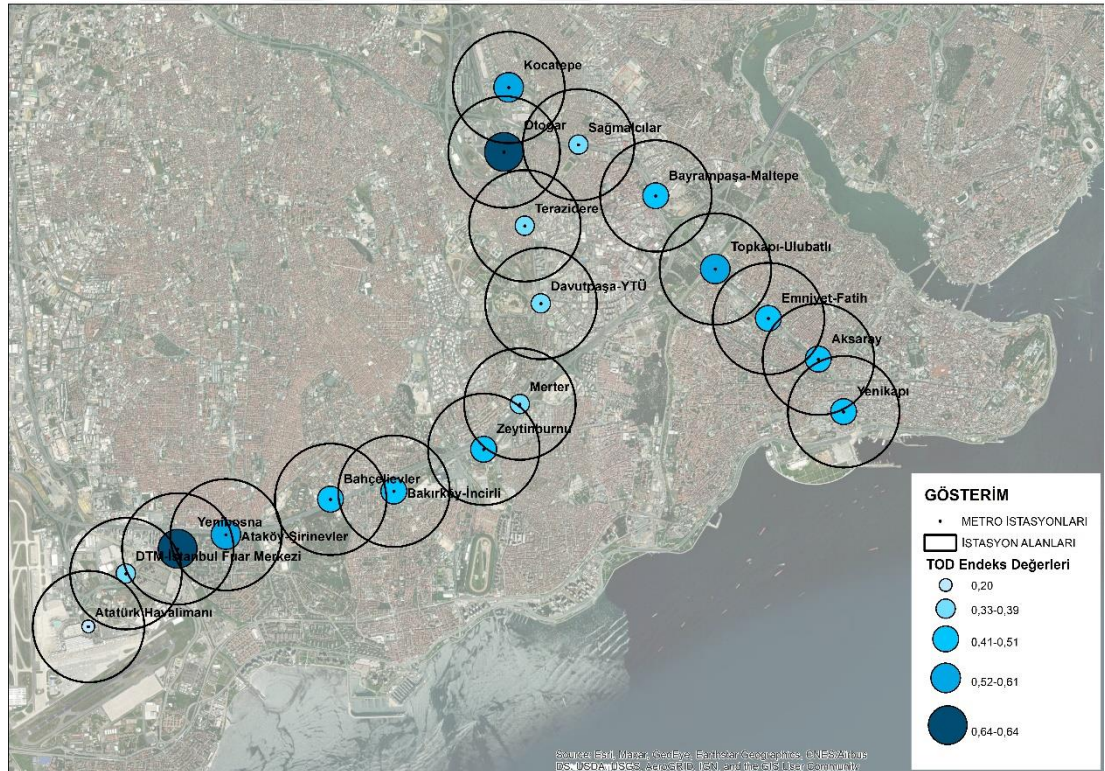 Kocatepe
Otogar
Sağmalcılar
Bayrampaşa-Maltepe
Terazidere
Topkapı-Ulubatlı
Davutpaşa-YTÜ
Emniyet-Fatih
Aksaray
Merter
Yenikapı
Zeytinburnu
Bahçelievler
Bakırköy-İncirli
Yenibosna
Ataköy-Şirinevler
DTM-İstanbul Fuar Merkezi
Atatürk Havalimanı
GÖSTERİM
METRO İSTASYONLARI
İSTASYON ALANLARI
TOD Endeks Değerleri
0,20
0,33-0,39
0,41-0,51
0,52-0,61
0,64-0,64
Source: Esri, Maxar, GeoEye, Earthstar Geographics, CNES/Airbus
DS, USDA, USGS, AeroGRID, IGN, and the GIS User Community